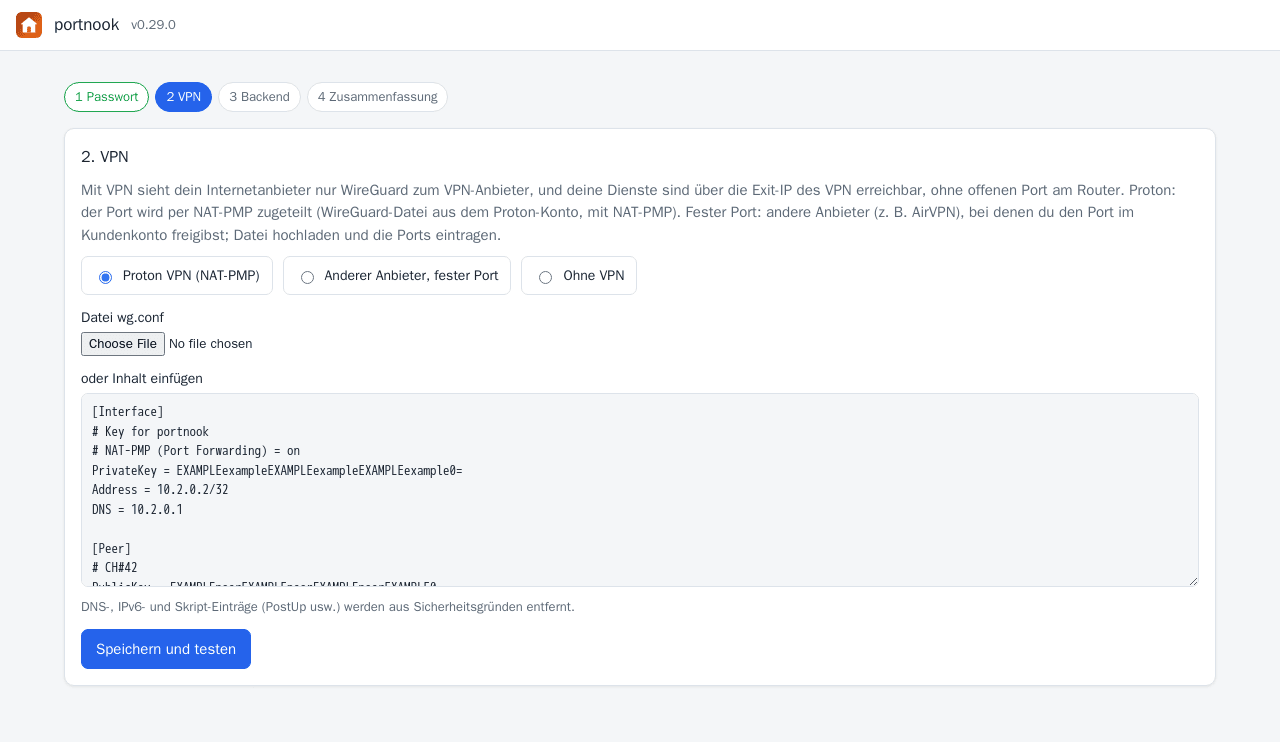 portnook v0.29.0
1 Passwort 2 VPN 3 Backend 4 Zusammenfassung
2. VPN
Mit VPN sieht dein Internetanbieter nur WireGuard zum VPN-Anbieter, und deine Dienste sind über die Exit-IP des VPN erreichbar, ohne offenen Port am Router. Proton:
der Port wird per NAT-PMP zugeteilt (WireGuard-Datei aus dem Proton-Konto, mit NAT-PMP). Fester Port: andere Anbieter (z. B. AirVPN), bei denen du den Port im
Kundenkonto freigibst; Datei hochladen und die Ports eintragen.
Proton VPN (NAT-PMP) Anderer Anbieter, fester Port Ohne VPN
Datei wg.conf
Choose File No file chosen
oder Inhalt einfügen
[Interface]
# Key for portnook
# NAT-PMP (Port Forwarding) = on
PrivateKey = EXAMPLEexampleEXAMPLEexampleEXAMPLEexample0=
Address = 10.2.0.2/32
DNS = 10.2.0.1
[Peer]
# CH#42
DNS-, IPv6- und Skript-Einträge (PostUp usw.) werden aus Sicherheitsgründen entfernt.
Speichern und testen